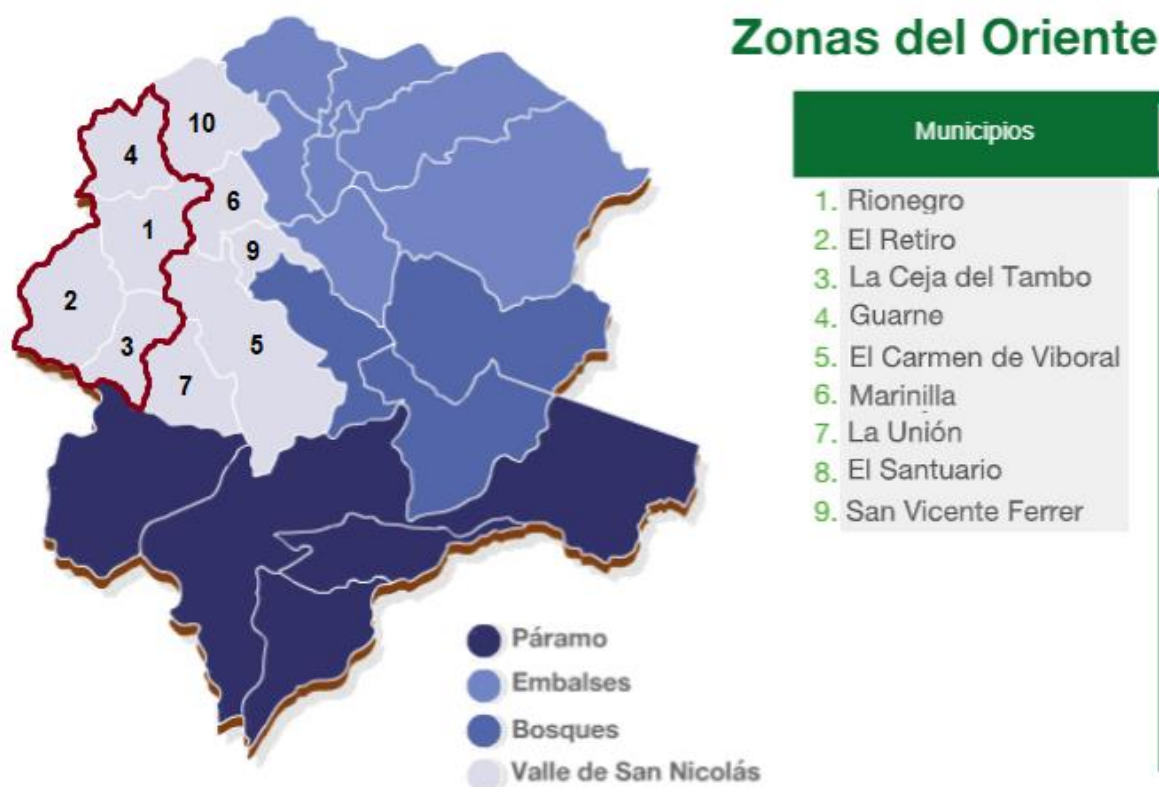 Zonas del Oriente
Municipios
1. Rionegro
2. El Retiro
3. La Ceja del Tambo
4. Guarne
5. El Carmen de Viboral
6. Marinilla
7. La Unión
8. El Santuario
9. San Vicente Ferrer
10
4
6
1
9
2
3
5
7
Páramo
Embalses
Bosques
Valle de San Nicolás